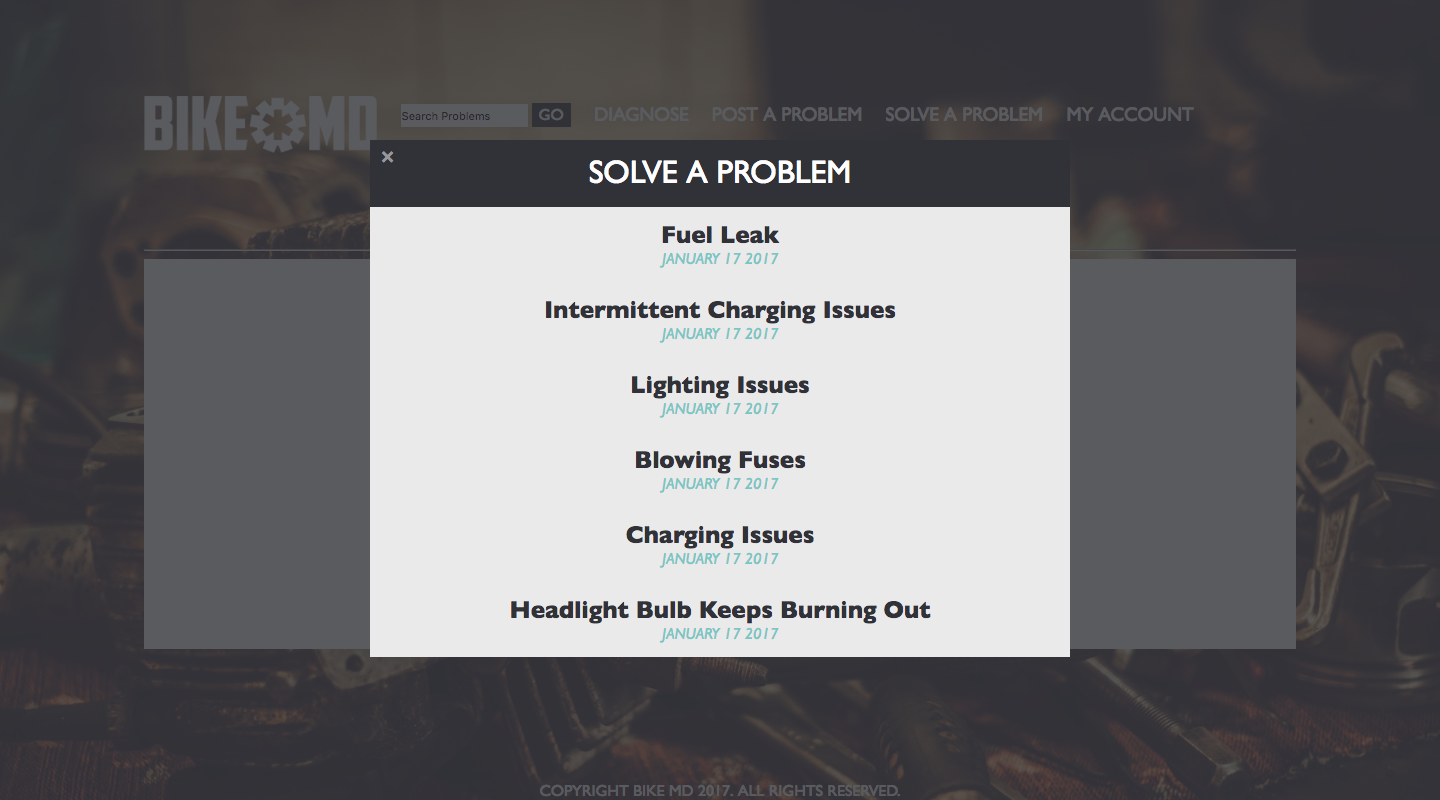 BIKE MD
Search Problems
GO
DIAGNOSE
POST A PROBLEM
SOLVE A PROBLEM
MY ACCOUNT
×
SOLVE A PROBLEM
Fuel Leak
JANUARY 17 2017
Intermittent Charging Issues
JANUARY 17 2017
Lighting Issues
JANUARY 17 2017
Blowing Fuses
JANUARY 17 2017
Charging Issues
JANUARY 17 2017
Headlight Bulb Keeps Burning Out
JANUARY 17 2017
COPYRIGHT BIKE MD 2017. ALL RIGHTS RESERVED.